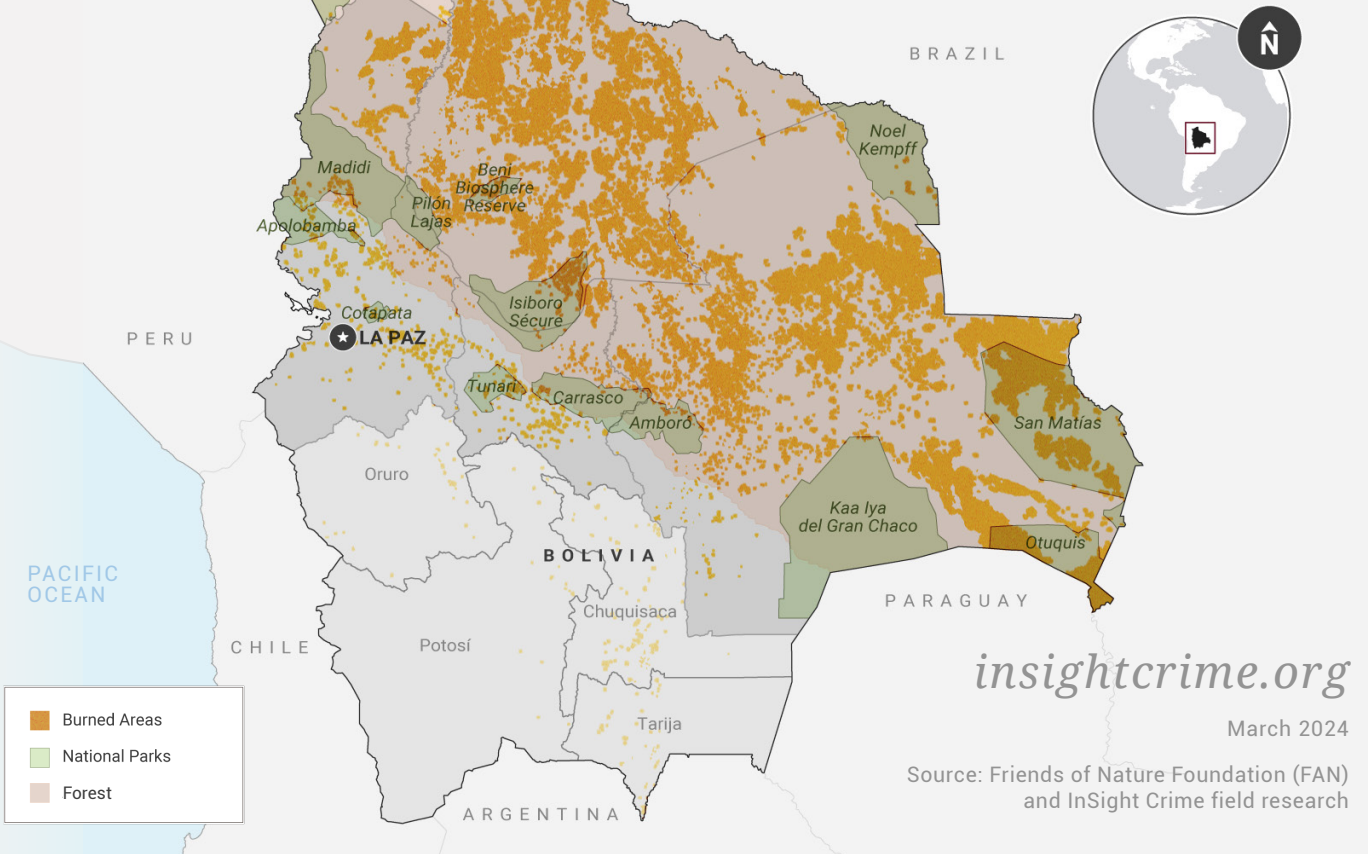 N
BRAZIL
Noel
Kempff
Madidi
Beni
Biosphere
Reserve
Pilón
Lajas
Apolobamba
Isiboro
Sécure
Cotapata
LA PAZ
PERU
Tunari
Carrasco
Amboró
San Matías
Oruro
Kaa Iya
del Gran Chaco
Otuquis
BOLIVIA
PACIFIC
OCEAN
PARAGUAY
Chuquisaca
CHILE
Potosí
insightcrime.org
Tarija
March 2024
Burned Areas
National Parks
Forest
Source: Friends of Nature Foundation (FAN)
and InSight Crime field research
ARGENTINA